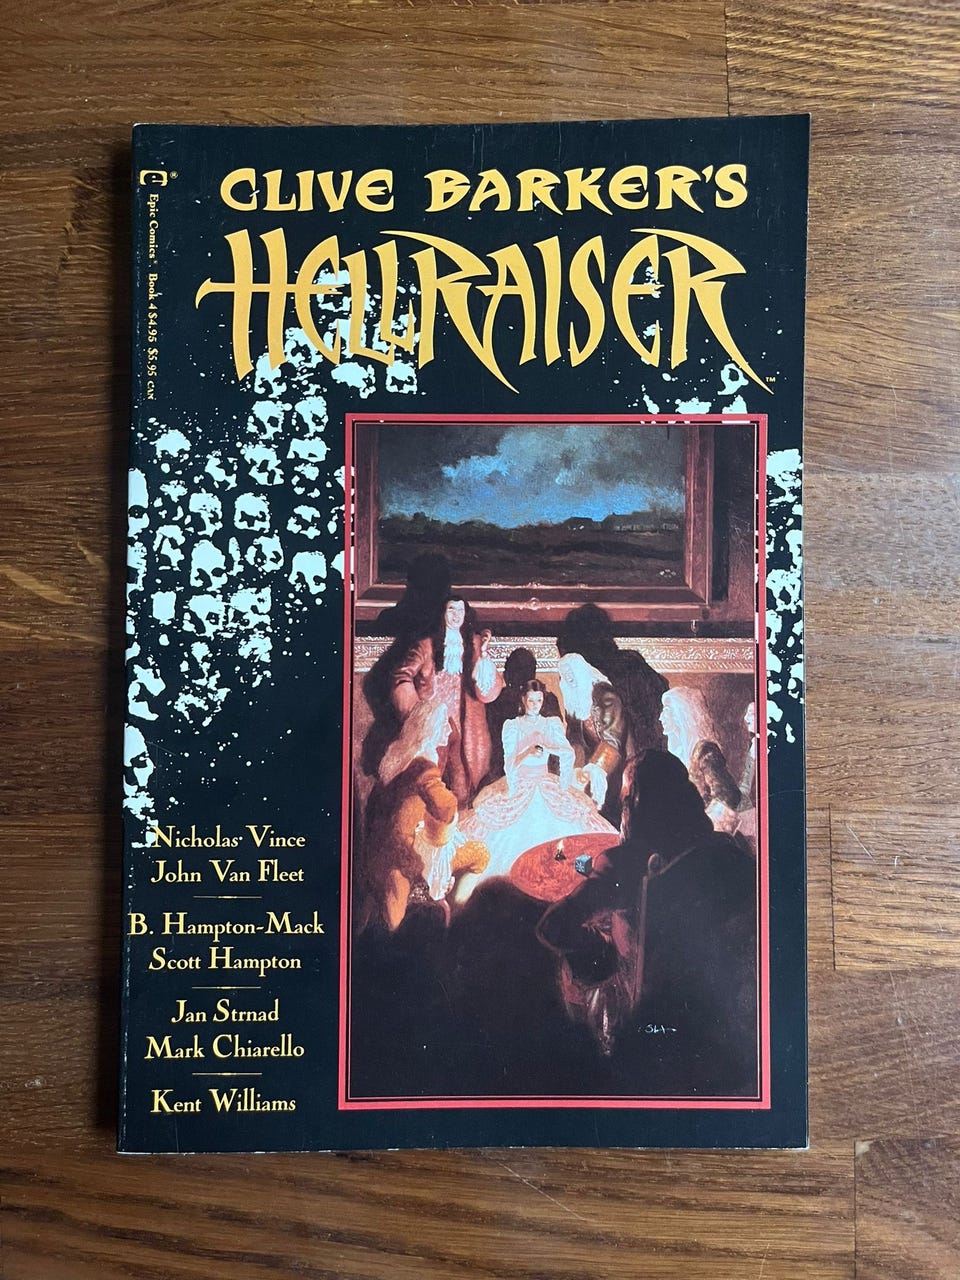 Epic Comics® Book 4 $4.95 $5.95 CAN
CLIVE BARKER'S
HELLRAISER™
Nicholas Vince
John Van Fleet
B. Hampton-Mack
Scott Hampton
Jan Strnad
Mark Chiarello
Kent Williams